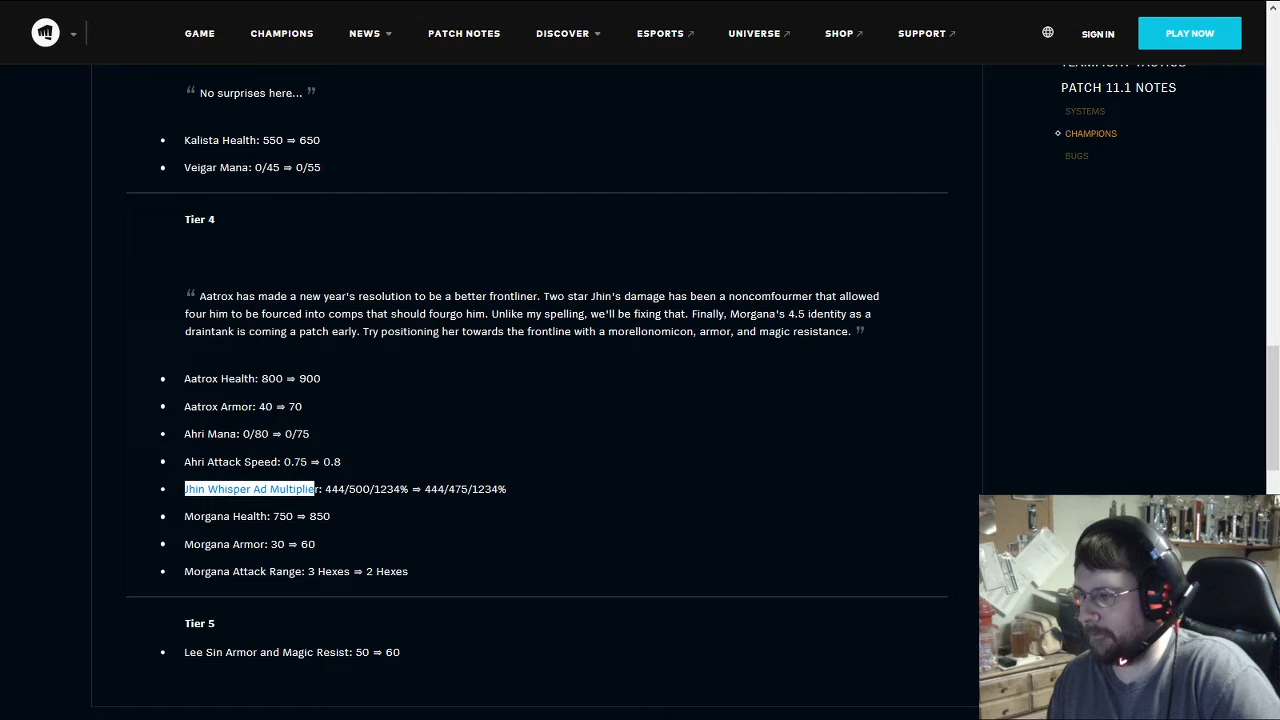 GAME CHAMPIONS NEWS PATCH NOTES DISCOVER ESPORTS UNIVERSE SHOP SUPPORT SIGN IN PLAY NOW
TEAMFIGHT TACTICS
PATCH 11.1 NOTES
SYSTEMS
CHAMPIONS
BUGS
“ No surprises here... ”
• Kalista Health: 550 ⇒ 650
• Veigar Mana: 0/45 ⇒ 0/55
Tier 4
“ Aatrox has made a new year's resolution to be a better frontliner. Two star Jhin's damage has been a noncomfourmer that allowed
four him to be fourced into comps that should fourgo him. Unlike my spelling, we'll be fixing that. Finally, Morgana's 4.5 identity as a
draintank is coming a patch early. Try positioning her towards the frontline with a morellonomicon, armor, and magic resistance. ”
• Aatrox Health: 800 ⇒ 900
• Aatrox Armor: 40 ⇒ 70
• Ahri Mana: 0/80 ⇒ 0/75
• Ahri Attack Speed: 0.75 ⇒ 0.8
• Jhin Whisper Ad Multiplier: 444/500/1234% ⇒ 444/475/1234%
• Morgana Health: 750 ⇒ 850
• Morgana Armor: 30 ⇒ 60
• Morgana Attack Range: 3 Hexes ⇒ 2 Hexes
Tier 5
• Lee Sin Armor and Magic Resist: 50 ⇒ 60